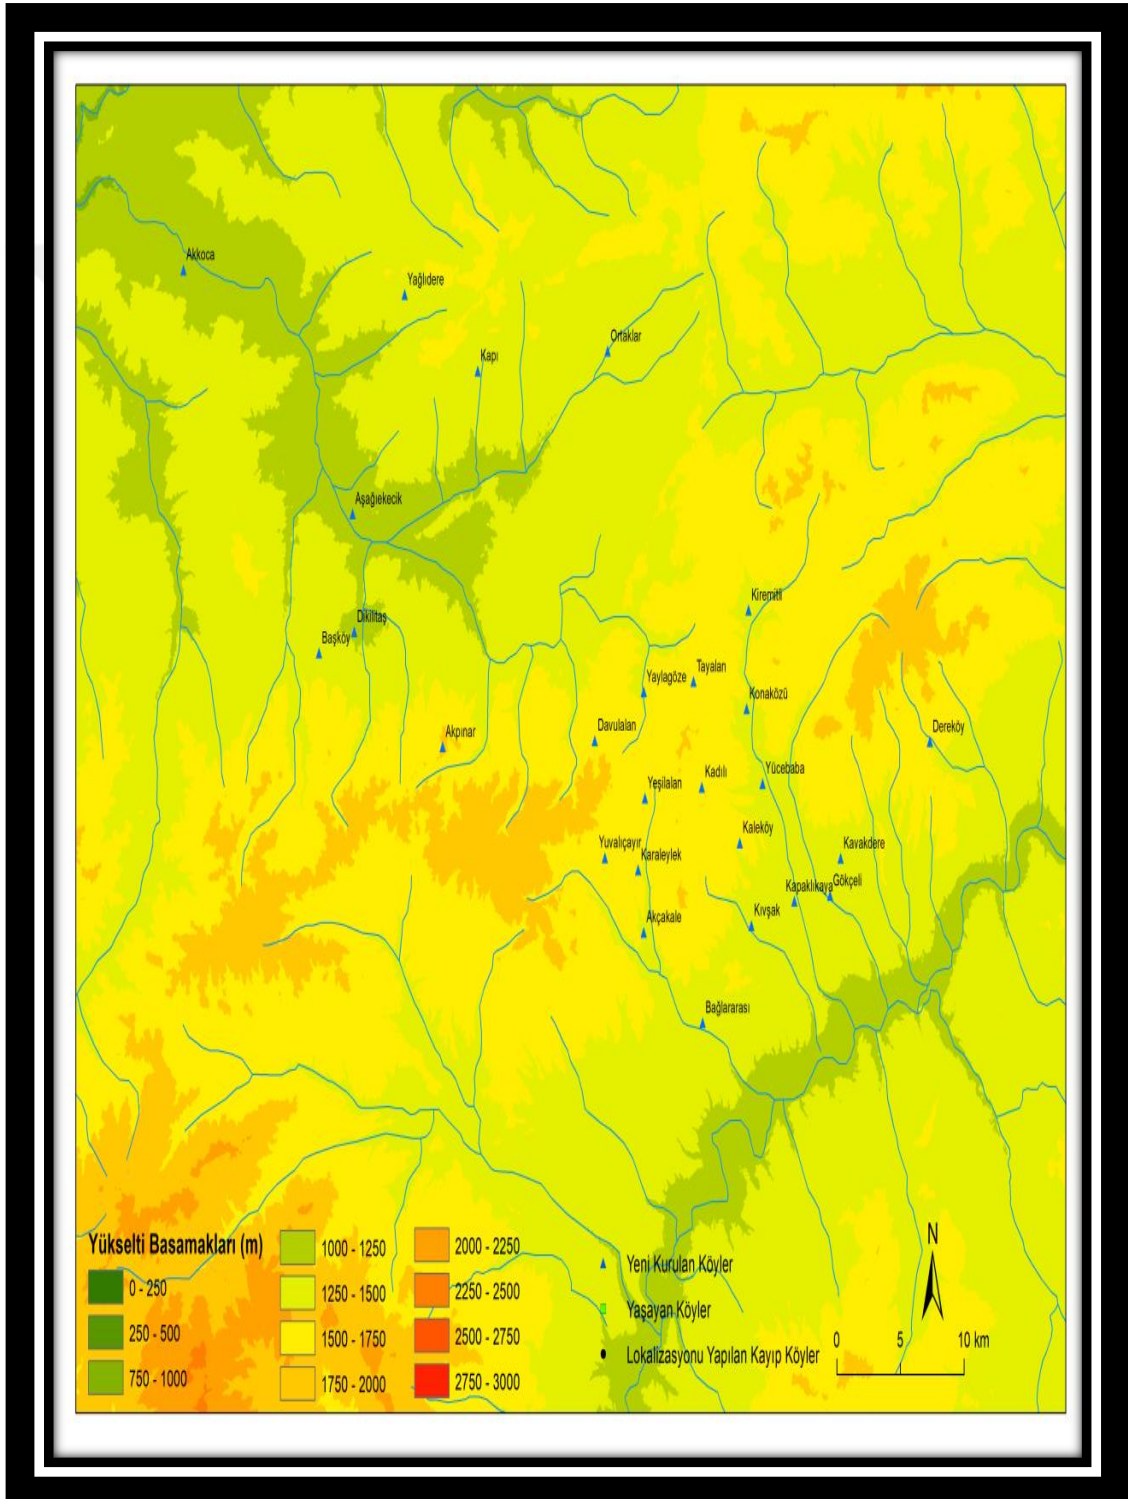 Akkoca
Yağlıdere
Ortaklar
Kapı
Aşağıekecik
Kiremitli
Dikilitaş
Başköy
Tayalan
Yaylagöze
Konaközü
Davulalan
Dereköy
Akpınar
Kadılı
Yücebaba
Yeşilalan
Kaleköy
Yuvalıçayır
Kavakdere
Karaleylek
Gökçeli
Kapaklıkaya
Kıvşak
Akçakale
Bağlararası
Yükselti Basamakları (m)
0 - 250
250 - 500
750 - 1000
1000 - 1250
1250 - 1500
1500 - 1750
1750 - 2000
2000 - 2250
2250 - 2500
2500 - 2750
2750 - 3000
Yeni Kurulan Köyler
Yaşayan Köyler
Lokalizasyonu Yapılan Kayıp Köyler
N
0 5 10 km